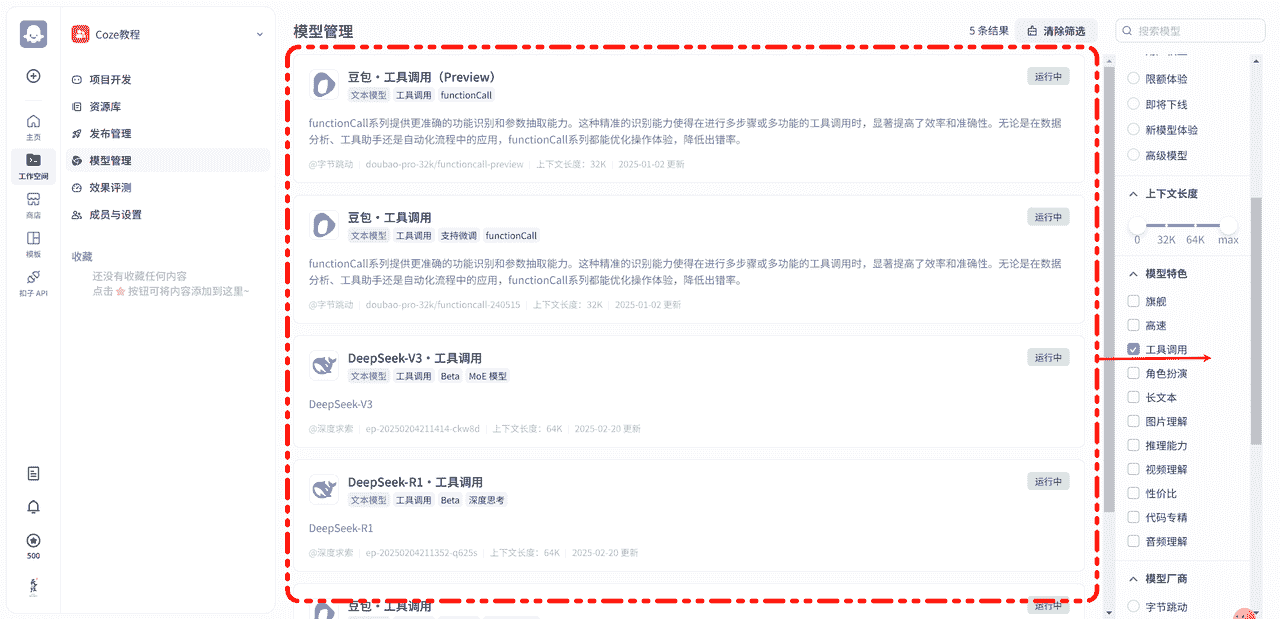 Coze教程
项目开发
资源库
发布管理
模型管理
效果评测
成员与设置
收藏
还没有收藏任何内容
点击 按钮可将内容添加到这里~
主页
工作空间
商店
模板
扣子 API
500
模型管理
5 条结果
清除筛选
搜索模型
豆包・工具调用（Preview）
运行中
文本模型 工具调用 functionCall
functionCall系列提供更准确的功能识别和参数抽取能力。这种精准的识别能力使得在进行多步骤或多功能的工具调用时，显著提高了效率和准确性。无论是在数据
分析、工具助手还是自动化流程中的应用，functionCall系列都能优化操作体验，降低出错率。
@字节跳动 doubao-pro-32k/functioncall-preview 上下文长度：32K 2025-01-02 更新
豆包・工具调用
运行中
文本模型 工具调用 支持微调 functionCall
functionCall系列提供更准确的功能识别和参数抽取能力。这种精准的识别能力使得在进行多步骤或多功能的工具调用时，显著提高了效率和准确性。无论是在数据
分析、工具助手还是自动化流程中的应用，functionCall系列都能优化操作体验，降低出错率。
@字节跳动 doubao-pro-32k/functioncall-240515 上下文长度：32K 2025-01-02 更新
DeepSeek-V3・工具调用
运行中
文本模型 工具调用 Beta MoE 模型
DeepSeek-V3
@深度求索 ep-20250204211414-ckw8d 上下文长度：64K 2025-02-20 更新
DeepSeek-R1・工具调用
运行中
文本模型 工具调用 Beta 深度思考
DeepSeek-R1
@深度求索 ep-20250204211352-q625s 上下文长度：64K 2025-02-20 更新
豆包・工具调用
运行中
限额体验
即将下线
新模型体验
高级模型
上下文长度
0 32K 64K max
模型特色
旗舰
高速
工具调用
角色扮演
长文本
图片理解
推理能力
视频理解
性价比
代码专精
音频理解
模型厂商
字节跳动